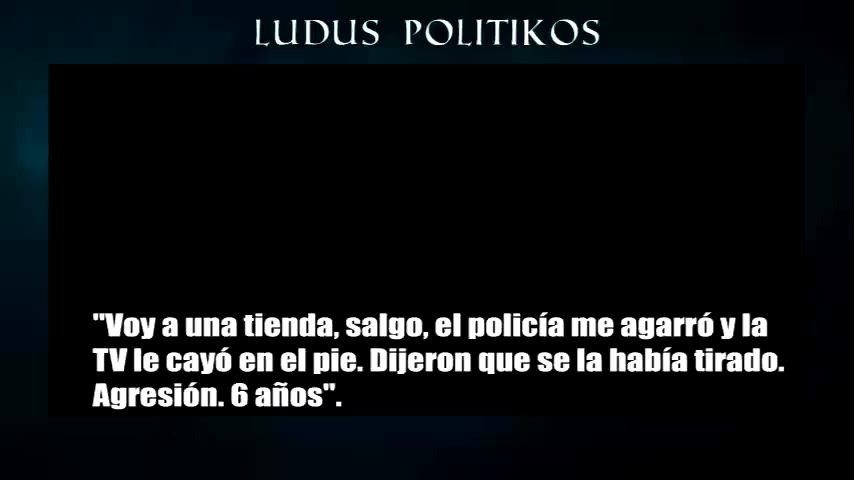 LUDUS POLITIKOS
"Voy a una tienda, salgo, el policía me agarró y la
TV le cayó en el pie. Dijeron que se la había tirado.
Agresión. 6 años".